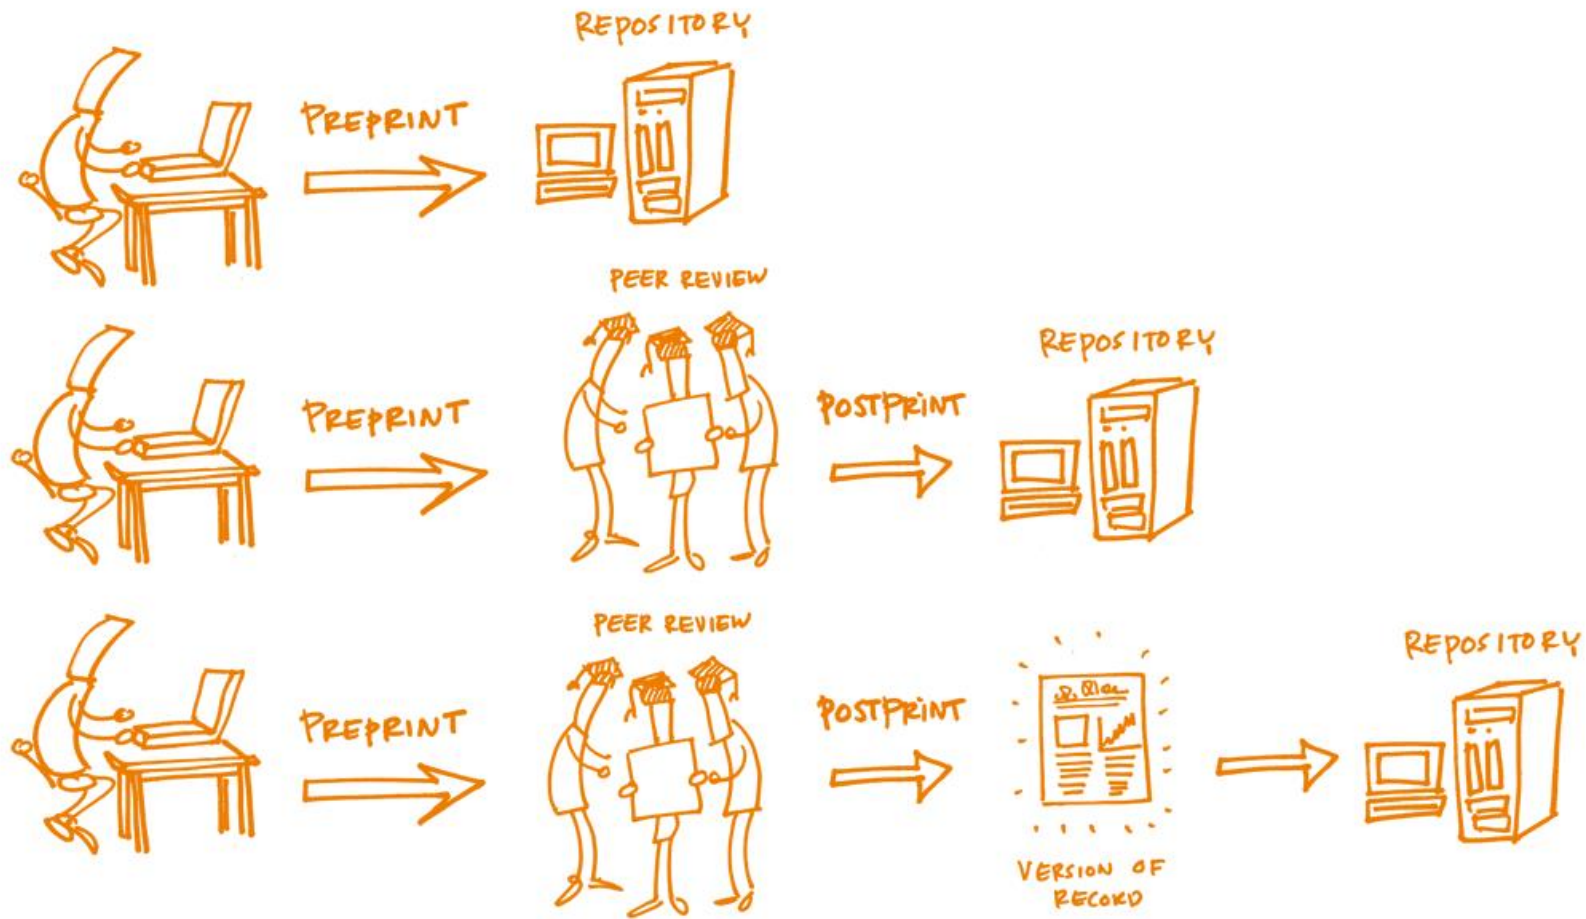 REPOSITORY
PREPRINT
PEER REVIEW
REPOSITORY
PREPRINT
POSTPRINT
PEER REVIEW
REPOSITORY
PREPRINT
POSTPRINT
VERSION OF
RECORD